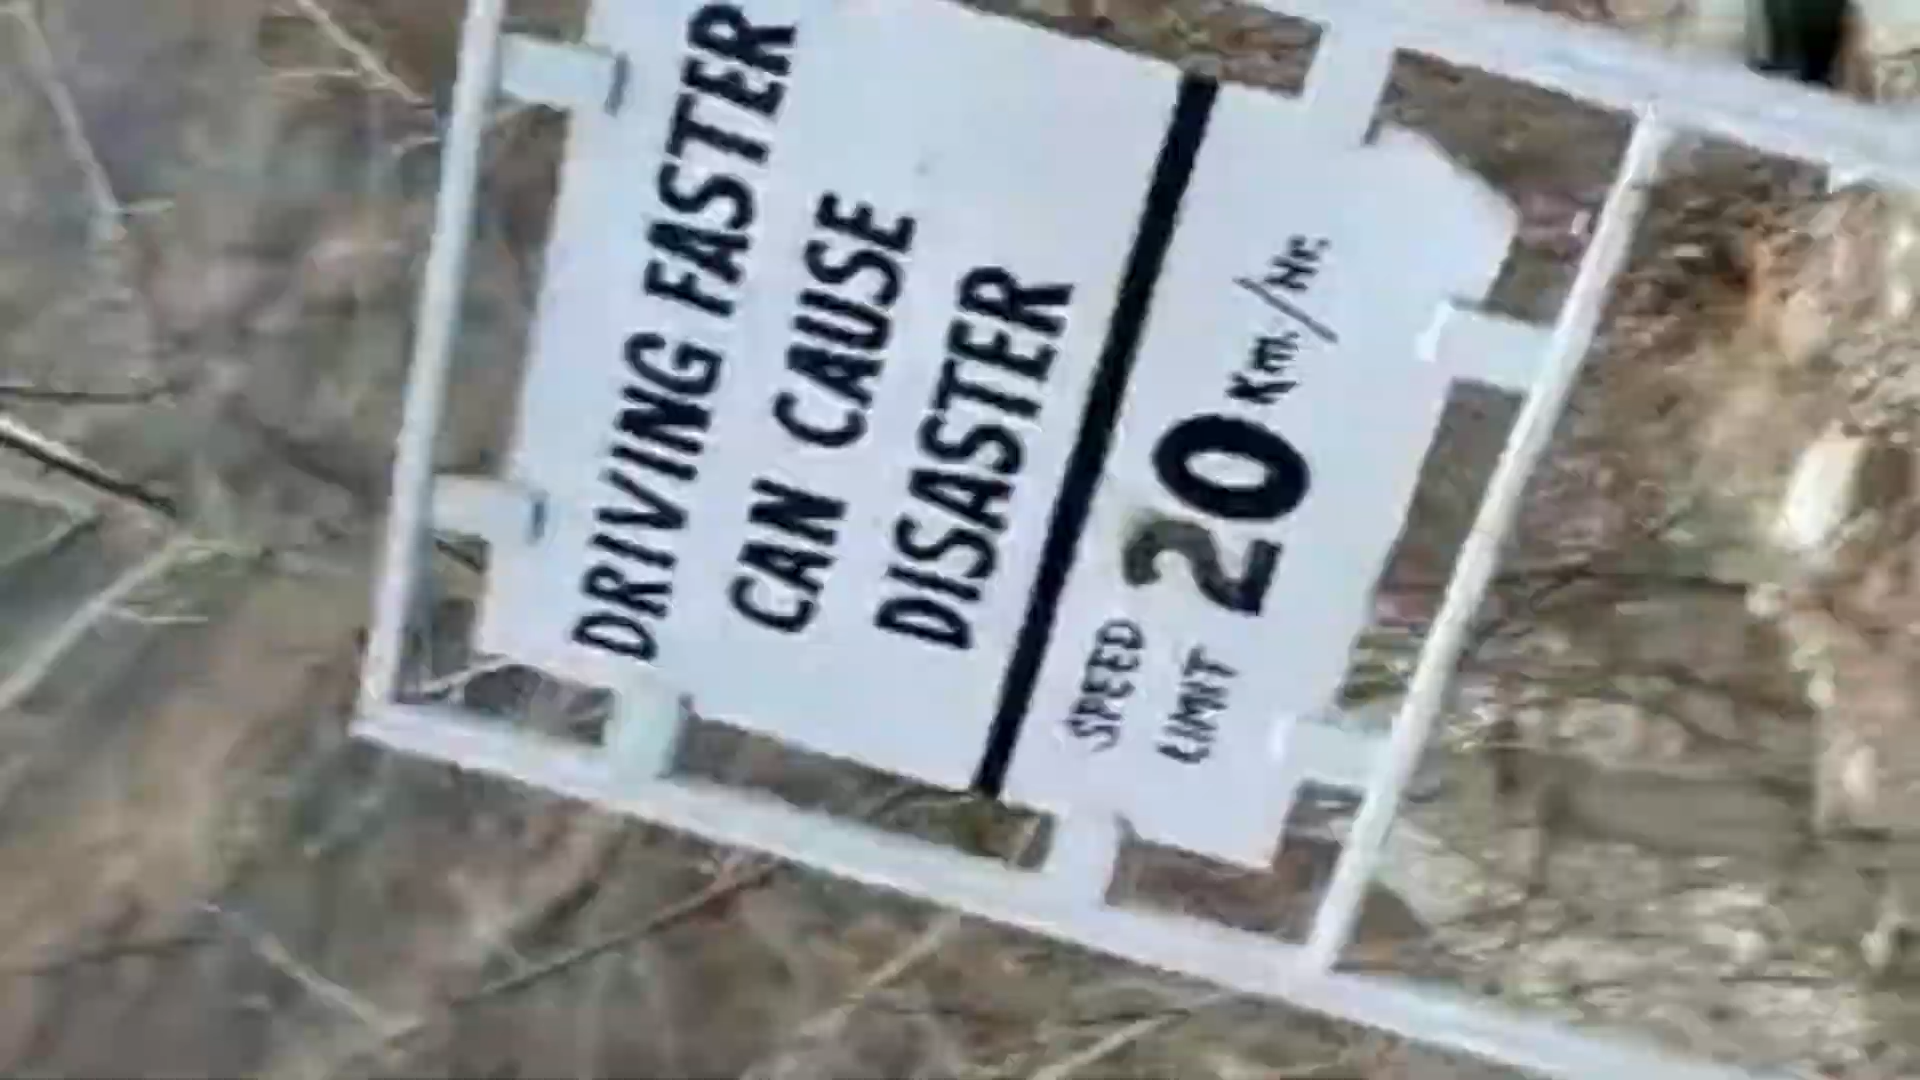 DRIVING FASTER
CAN CAUSE
DISASTER
SPEED
LIMIT
20 Km./Hr.